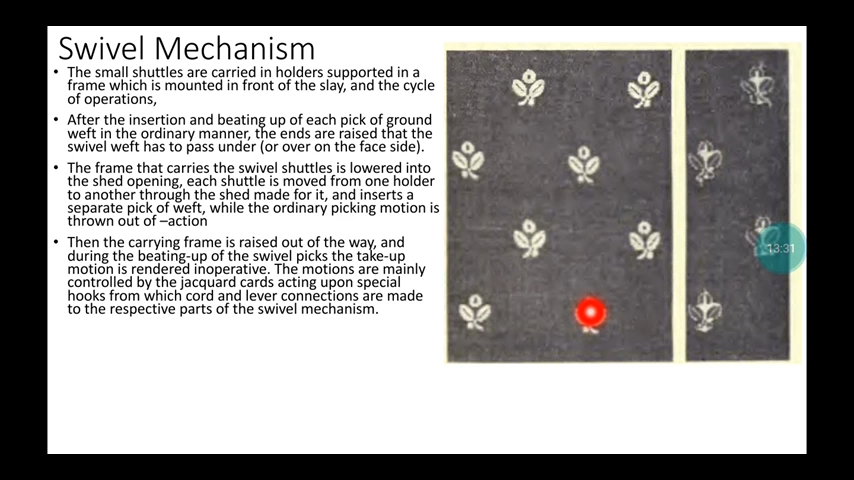 Swivel Mechanism
• The small shuttles are carried in holders supported in a
frame which is mounted in front of the slay, and the cycle
of operations,
• After the insertion and beating up of each pick of ground
weft in the ordinary manner, the ends are raised that the
swivel weft has to pass under (or over on the face side).
• The frame that carries the swivel shuttles is lowered into
the shed opening, each shuttle is moved from one holder
to another through the shed made for it, and inserts a
separate pick of weft, while the ordinary picking motion is
thrown out of –action
• Then the carrying frame is raised out of the way, and
during the beating-up of the swivel picks the take-up
motion is rendered inoperative. The motions are mainly
controlled by the jacquard cards acting upon special
hooks from which cord and lever connections are made
to the respective parts of the swivel mechanism.
13:31